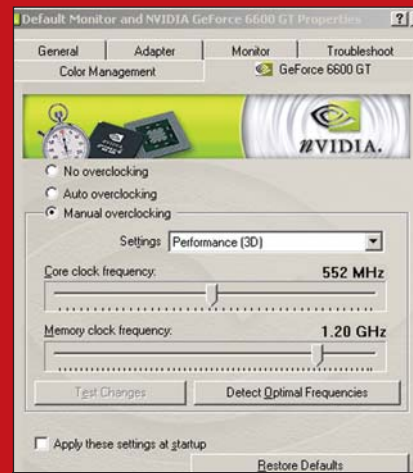 Default Monitor and NVIDIA GeForce 6600 GT Properties ?
General Adapter Monitor Troubleshoot
Color Management GeForce 6600 GT
NVIDIA.
No overclocking
Auto overclocking
Manual overclocking
Settings Performance (3D)
Core clock frequency: 552 MHz
Memory clock frequency: 1.20 GHz
Test Changes Detect Optimal Frequencies
Apply these settings at startup
Restore Defaults